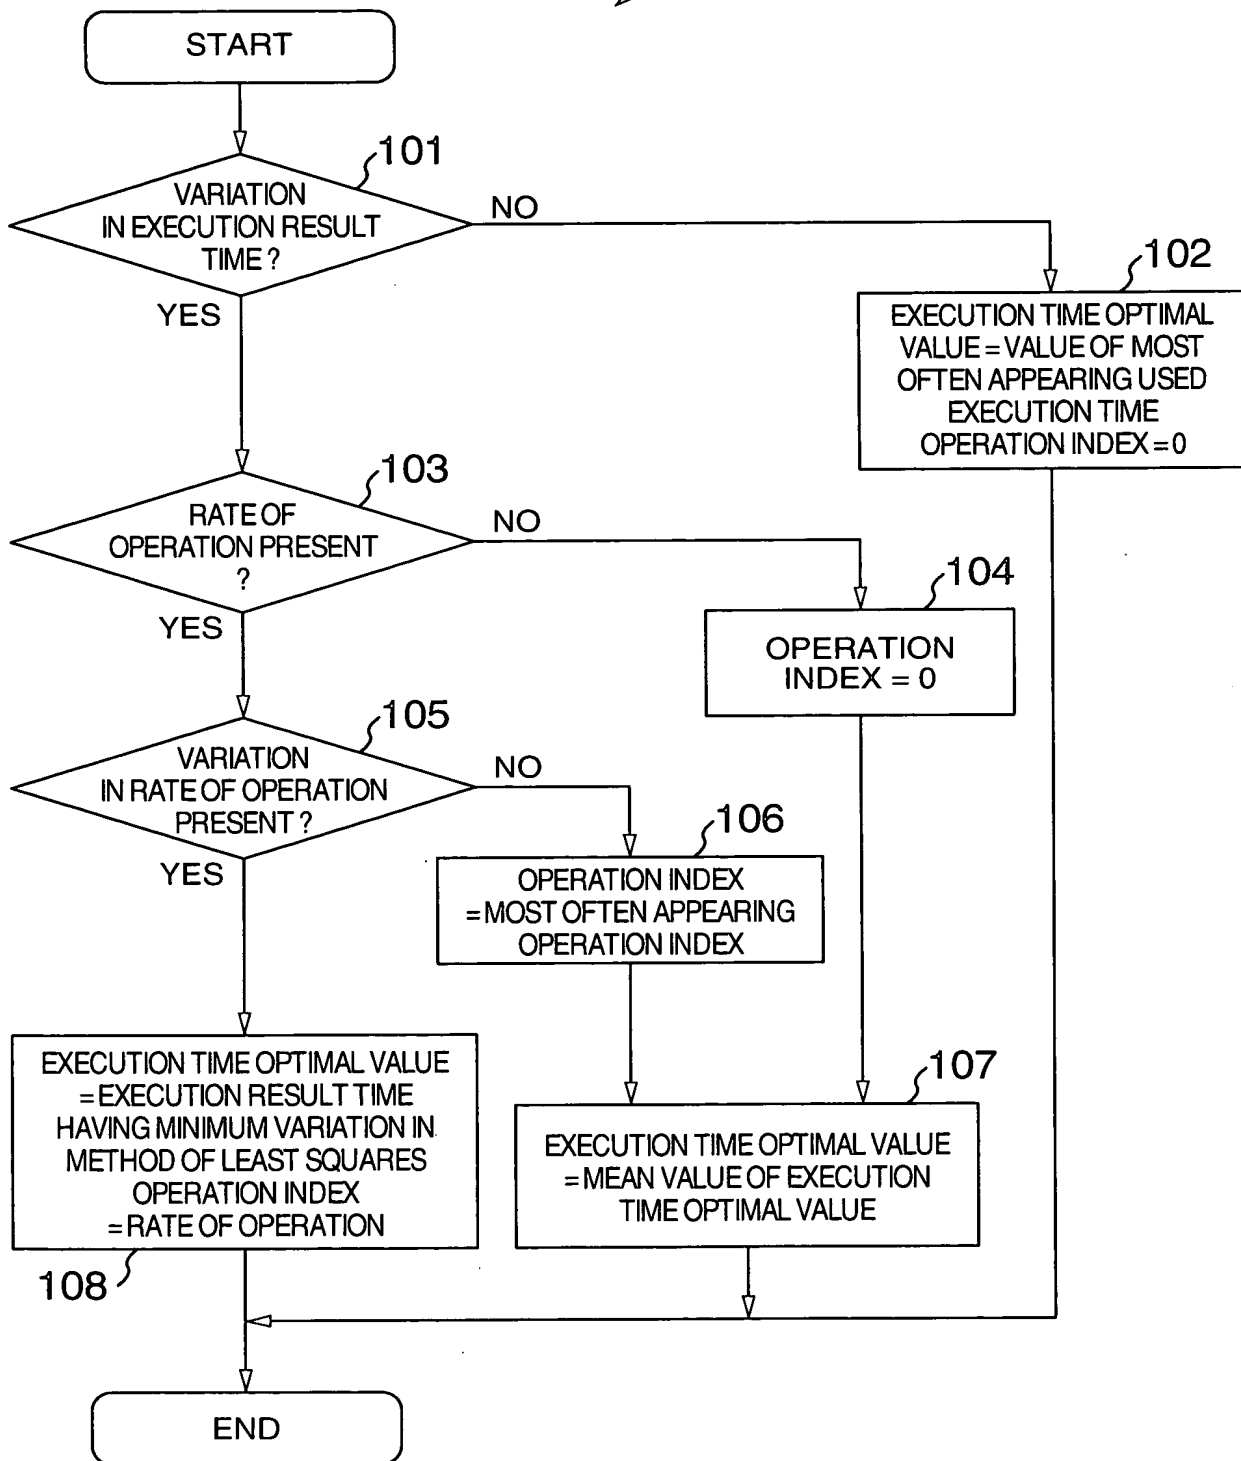 START
101
VARIATION
IN EXECUTION RESULT
TIME ?
NO
YES
102
EXECUTION TIME OPTIMAL
VALUE = VALUE OF MOST
OFTEN APPEARING USED
EXECUTION TIME
OPERATION INDEX = 0
103
RATE OF
OPERATION PRESENT
?
NO
YES
104
OPERATION
INDEX = 0
105
VARIATION
IN RATE OF OPERATION
PRESENT ?
NO
YES
106
OPERATION INDEX
= MOST OFTEN APPEARING
OPERATION INDEX
EXECUTION TIME OPTIMAL VALUE
= EXECUTION RESULT TIME
HAVING MINIMUM VARIATION IN
METHOD OF LEAST SQUARES
OPERATION INDEX
= RATE OF OPERATION
108
107
EXECUTION TIME OPTIMAL VALUE
= MEAN VALUE OF EXECUTION
TIME OPTIMAL VALUE
END